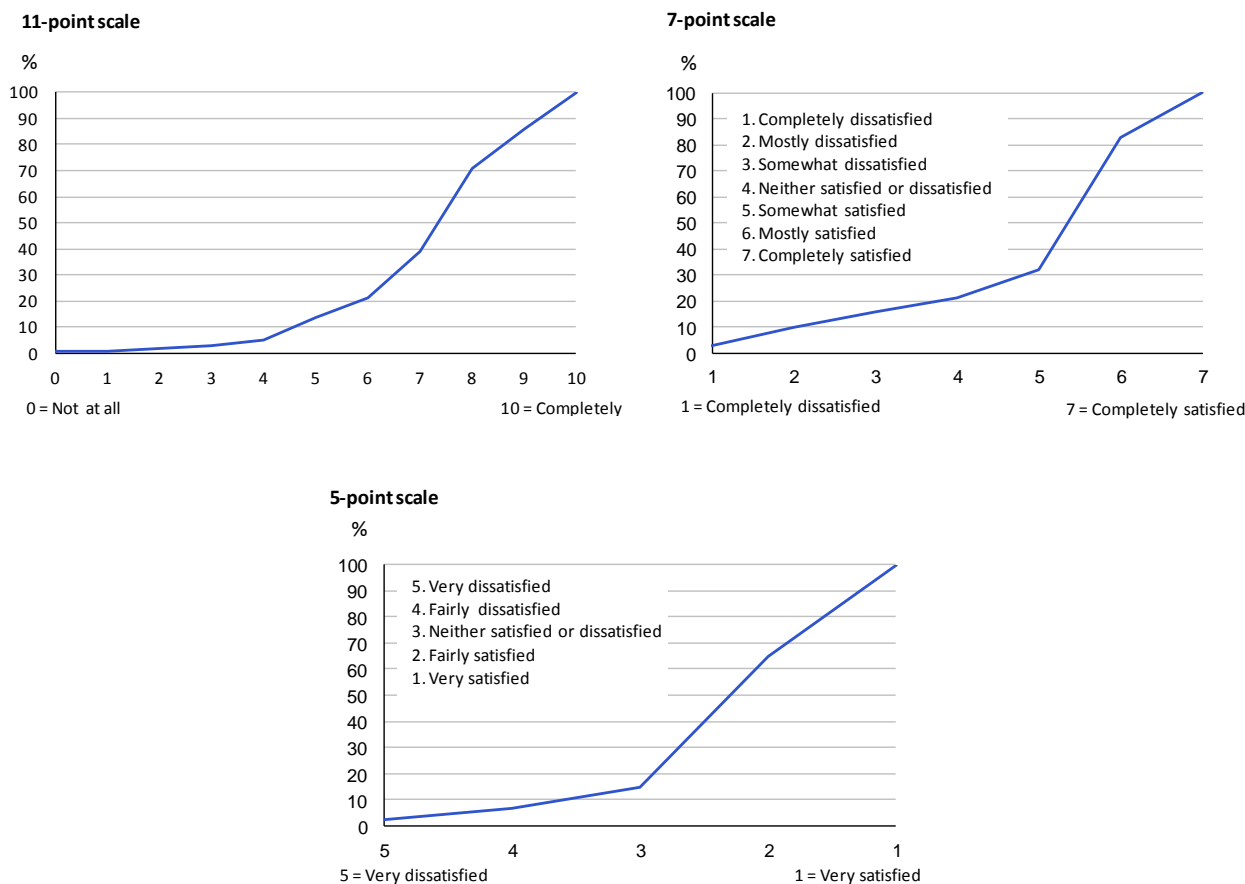 11-point scale
%
100
90
80
70
60
50
40
30
20
10
0
0 1 2 3 4 5 6 7 8 9 10
0 = Not at all 10 = Completely
7-point scale
%
100
90
80
70
60
50
40
30
20
10
0
1. Completely dissatisfied
2. Mostly dissatisfied
3. Somewhat dissatisfied
4. Neither satisfied or dissatisfied
5. Somewhat satisfied
6. Mostly satisfied
7. Completely satisfied
1 2 3 4 5 6 7
1 = Completely dissatisfied 7 = Completely satisfied
5-point scale
%
100
90
80
70
60
50
40
30
20
10
0
5. Very dissatisfied
4. Fairly dissatisfied
3. Neither satisfied or dissatisfied
2. Fairly satisfied
1. Very satisfied
5 4 3 2 1
5 = Very dissatisfied 1 = Very satisfied